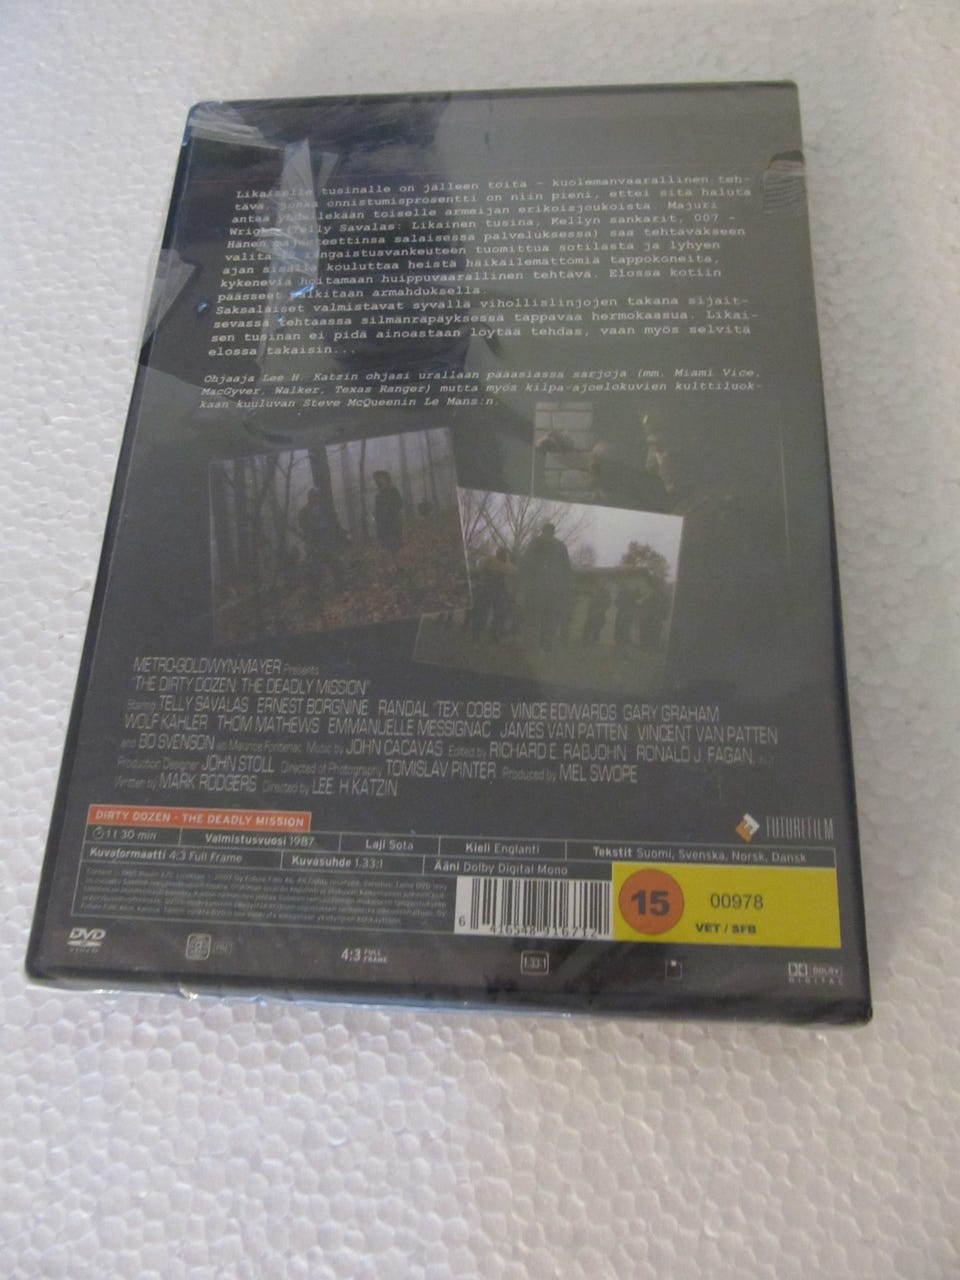 Likaiselle tusinalle on jälleen töitä – kuolemanvaarallinen teh-
tävä, jonka onnistumisprosentti on niin pieni, ettei sitä haluta
antaa yhdellekään toiselle armeijan erikoisjoukoista. Majuri
Wright (Telly Savalas: Likainen tusina, Kellyn sankarit, 007 –
Hänen majesteettinsa salaisessa palveluksessa) saa tehtäväkseen
valita 12 rangaistusvankeuteen tuomittua sotilasta ja lyhyen
ajan sisällä kouluttaa heistä häikäilemättömiä tappokoneita,
kykeneviä hoitamaan huippuvaarallinen tehtävä. Elossa kotiin
päässeet palkitaan armahduksella.
Saksalaiset valmistavat syvällä vihollislinjojen takana sijait-
sevassa tehtaassa silmänräpäyksessä tappavaa hermokaasua. Likai-
sen tusinan ei pidä ainoastaan löytää tehdas, vaan myös selvitä
elossa takaisin...
Ohjaaja Lee H. Katzin ohjasi urallaan pääasiassa sarjoja (mm. Miami Vice,
MacGyver, Walker, Texas Ranger) mutta myös kilpa-ajoelokuvien kulttiluok-
kaan kuuluvan Steve McQueenin Le Mans:n.
METRO-GOLDWYN-MAYER Presents
"THE DIRTY DOZEN: THE DEADLY MISSION"
Starring TELLY SAVALAS ERNEST BORGNINE RANDAL "TEX" COBB VINCE EDWARDS GARY GRAHAM
WOLF KAHLER THOM MATHEWS EMMANUELLE MESSIGNAC JAMES VAN PATTEN VINCENT VAN PATTEN
and BO SVENSON as Maurice Fontenac Music by JOHN CACAVAS Edited by RICHARD E. RABJOHN RONALD J. FAGAN,
Production Designer JOHN STOLL Directed of Photography TOMISLAV PINTER Produced by MEL SWOPE
Written by MARK RODGERS Directed by LEE H KATZIN
DIRTY DOZEN - THE DEADLY MISSION
FUTUREFILM
1 t 30 min Valmistusvuosi 1987 Laji Sota Kieli Englanti Tekstit Suomi, Svenska, Norsk, Dansk
Kuvaformaatti 4:3 Full Frame Kuvasuhde 1.33:1 Ääni Dolby Digital Mono
6 416548 916712
15 00978
VET / SFB
DVD
VIDEO
4:3 FULL FRAME
1.33:1
DOLBY
DIGITAL